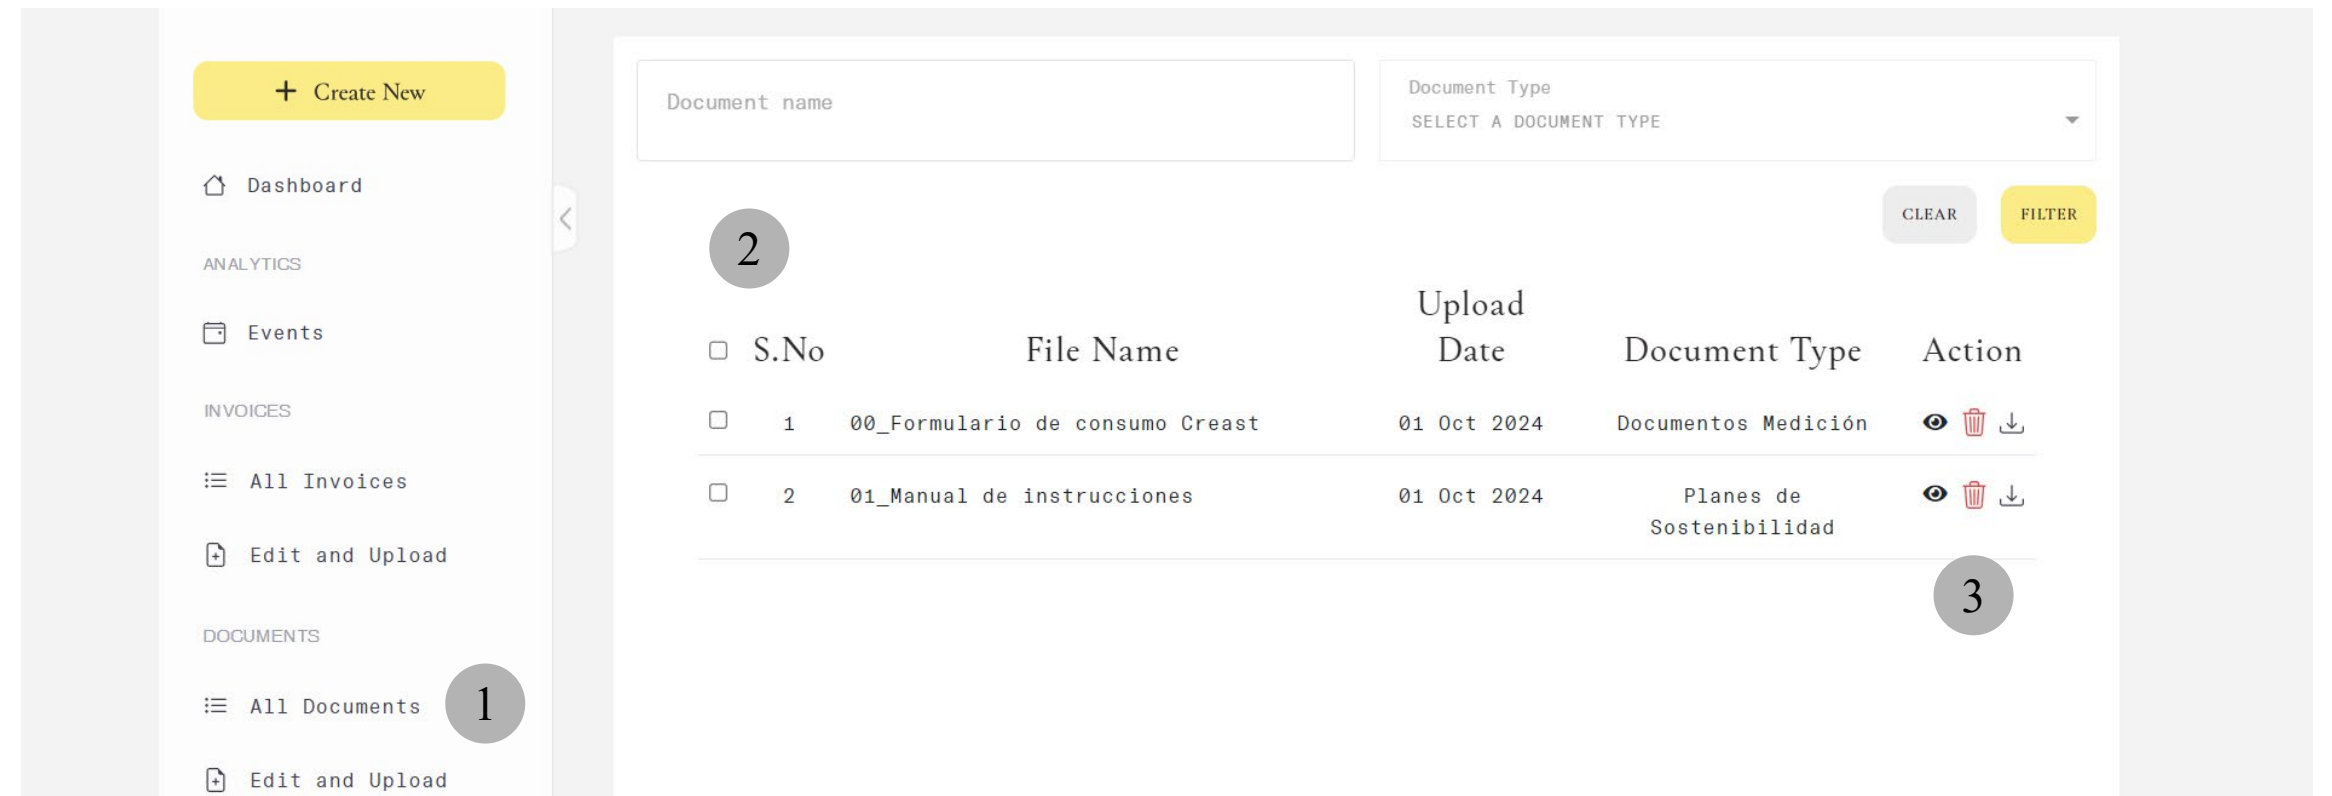 + Create New
Dashboard
ANALYTICS
Events
INVOICES
All Invoices
Edit and Upload
DOCUMENTS
All Documents 1
Edit and Upload
Document name
Document Type
SELECT A DOCUMENT TYPE
CLEAR FILTER
2
S.No File Name Upload Date Document Type Action
1 00_Formulario de consumo Creast 01 Oct 2024 Documentos Medición
2 01_Manual de instrucciones 01 Oct 2024 Planes de
Sostenibilidad
3